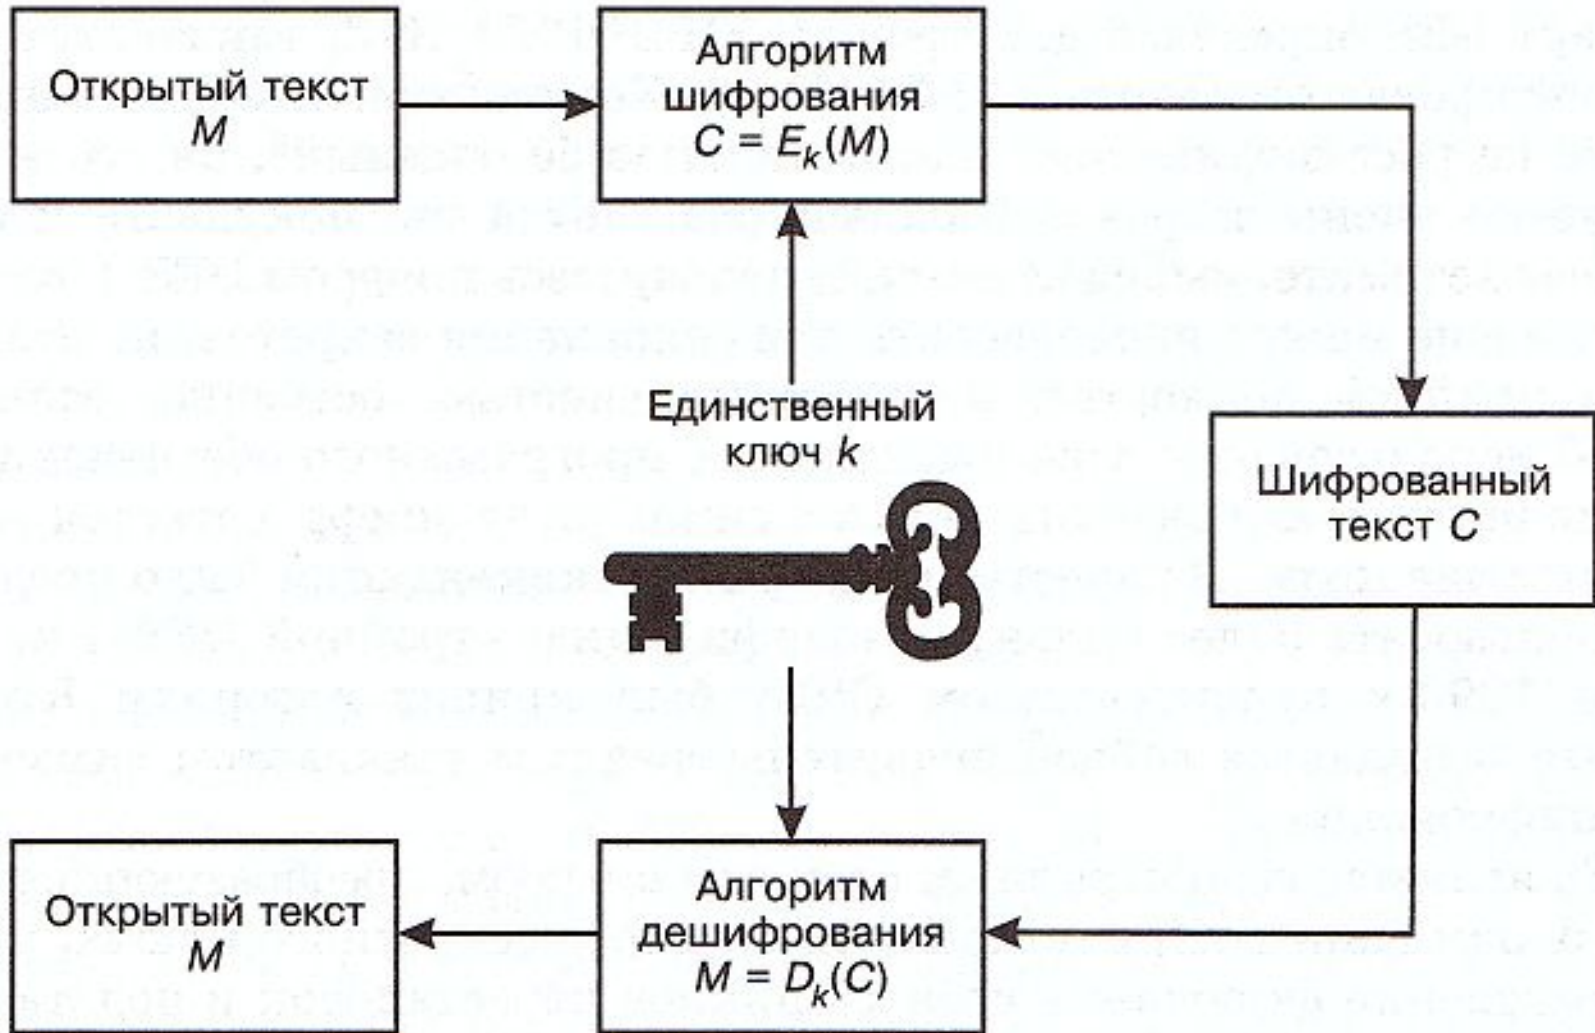 Открытый текст
M
Алгоритм
шифрования
C = Eₖ(M)
Единственный
ключ k
Шифрованный
текст C
Открытый текст
M
Алгоритм
дешифрования
M = Dₖ(C)